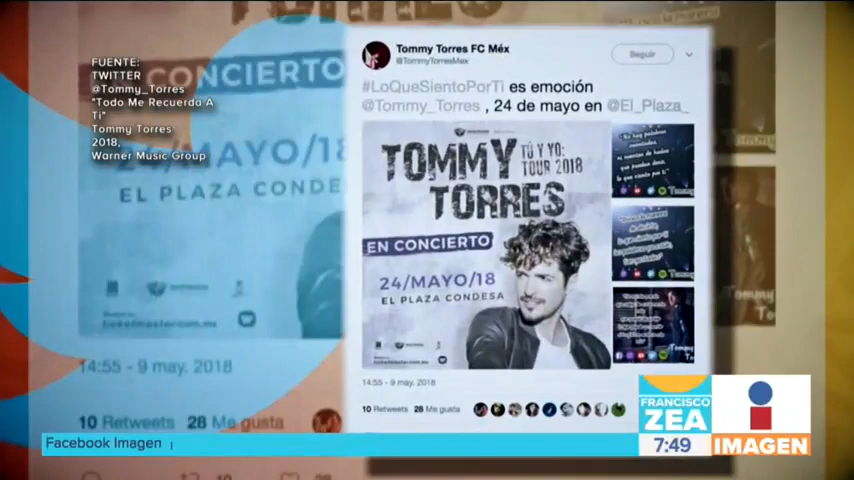 FUENTE:
TWITTER
@Tommy_Torres
"Todo Me Recuerda A
Ti"
Tommy Torres
2018,
Warner Music Group
EN CONCIERTO
24/MAYO/18
EL PLAZA CONDESA
14:55 - 9 may. 2018
10 Retweets 28 Me gusta
Tommy Torres FC Méx
@TommyTorresMex
Seguir
#LoQueSientoPorTi es emoción
@Tommy_Torres , 24 de mayo en @El_Plaza_
TOMMY
TORRES
TÚ Y YO:
TOUR 2018
EN CONCIERTO
24/MAYO/18
EL PLAZA CONDESA
14:55 - 9 may. 2018
10 Retweets 28 Me gusta
FRANCISCO
ZEA
7:49
IMAGEN
Facebook Imagen